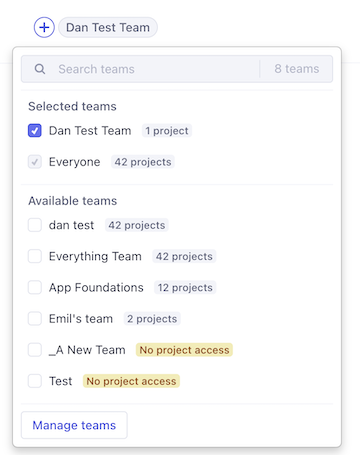 Dan Test Team
Search teams 8 teams
Selected teams
Dan Test Team 1 project
Everyone 42 projects
Available teams
dan test 42 projects
Everything Team 42 projects
App Foundations 12 projects
Emil's team 2 projects
_A New Team No project access
Test No project access
Manage teams